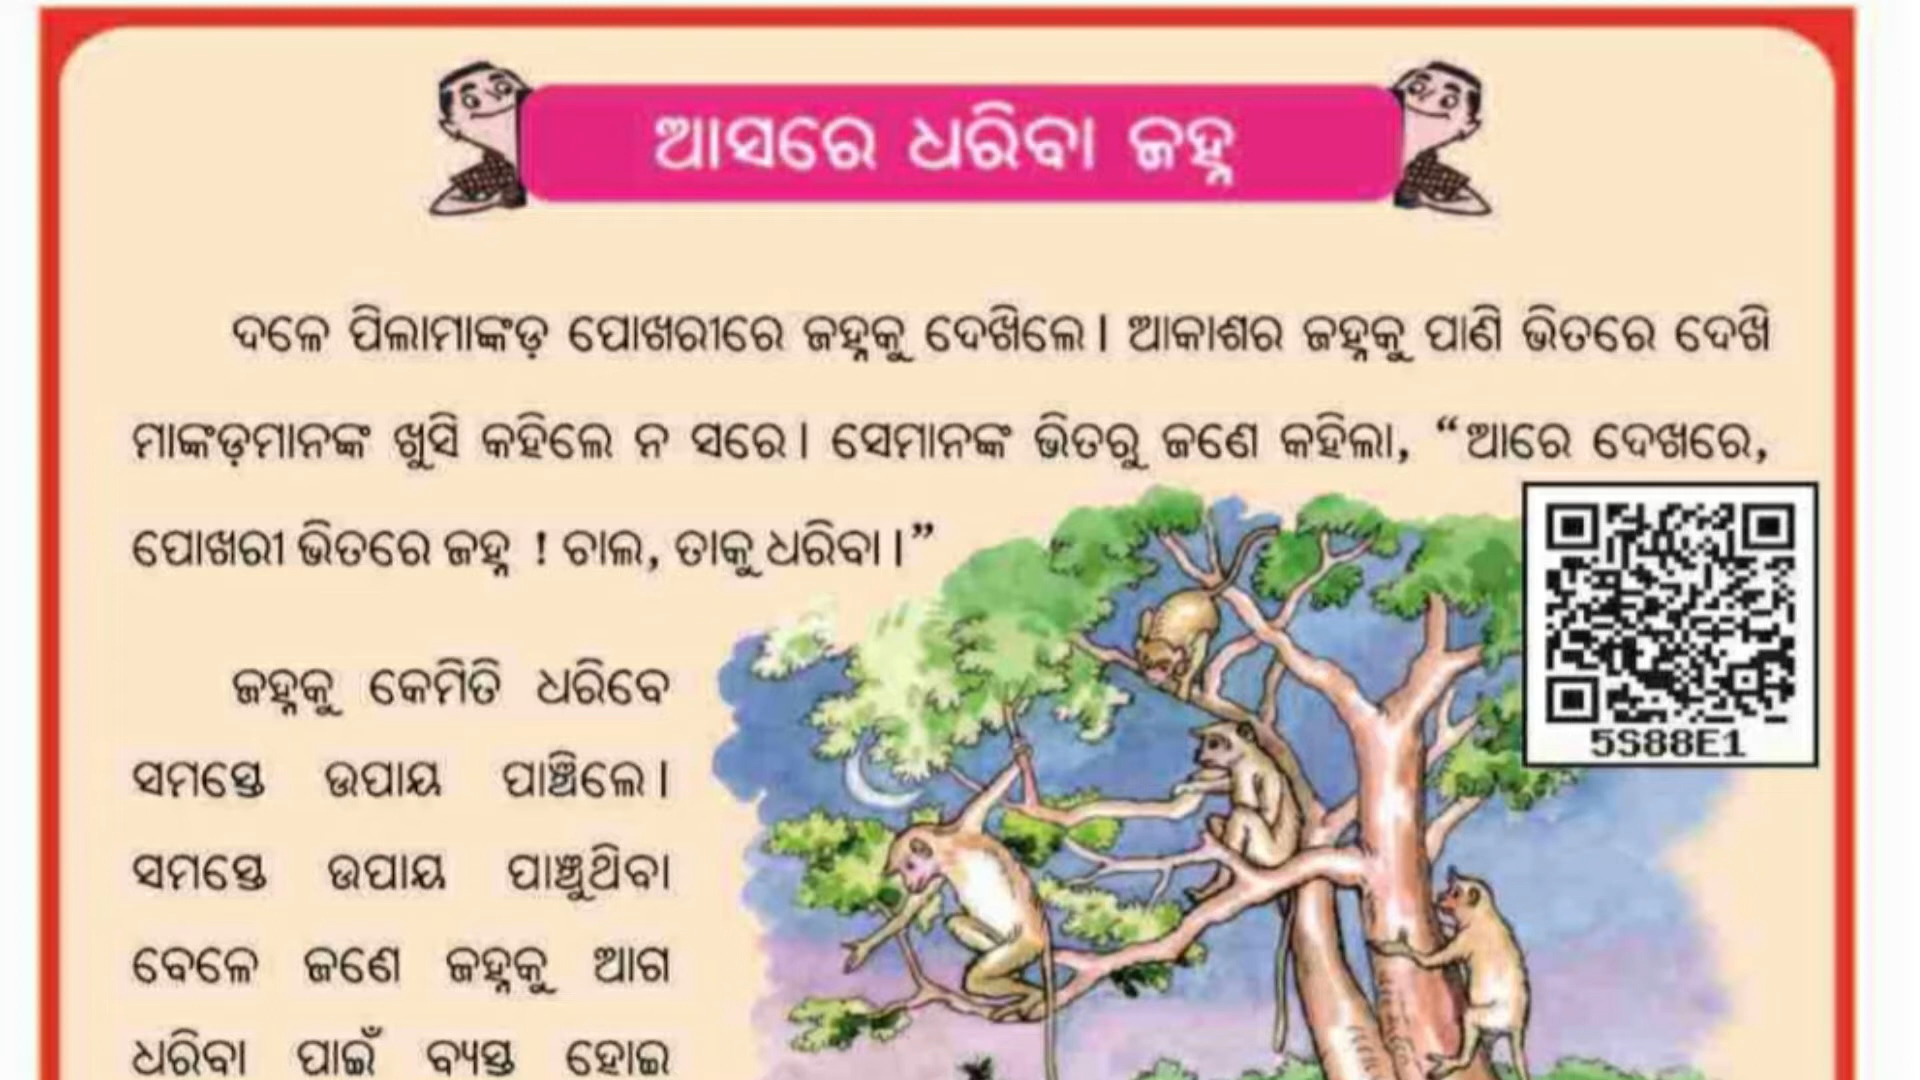 ଆସରେ ଧରିବା ଜହ୍ନ
ଦଳେ ପିଲାମାଙ୍କଡ଼ ପୋଖରୀରେ ଜହ୍ନକୁ ଦେଖିଲେ। ଆକାଶର ଜହ୍ନକୁ ପାଣି ଭିତରେ ଦେଖି
ମାଙ୍କଡ଼ମାନଙ୍କ ଖୁସି କହିଲେ ନ ସରେ। ସେମାନଙ୍କ ଭିତରୁ ଜଣେ କହିଲା, “ଆରେ ଦେଖରେ,
ପୋଖରୀ ଭିତରେ ଜହ୍ନ ! ଚାଲ, ତାକୁ ଧରିବା।”
ଜହ୍ନକୁ କେମିତି ଧରିବେ
ସମସ୍ତେ ଉପାୟ ପାଞ୍ଚିଲେ।
ସମସ୍ତେ ଉପାୟ ପାଞ୍ଚୁଥିବା
ବେଳେ ଜଣେ ଜହ୍ନକୁ ଆଗ
ଧରିବା ପାଇଁ ବ୍ୟସ୍ତ ହୋଇ
5S88E1